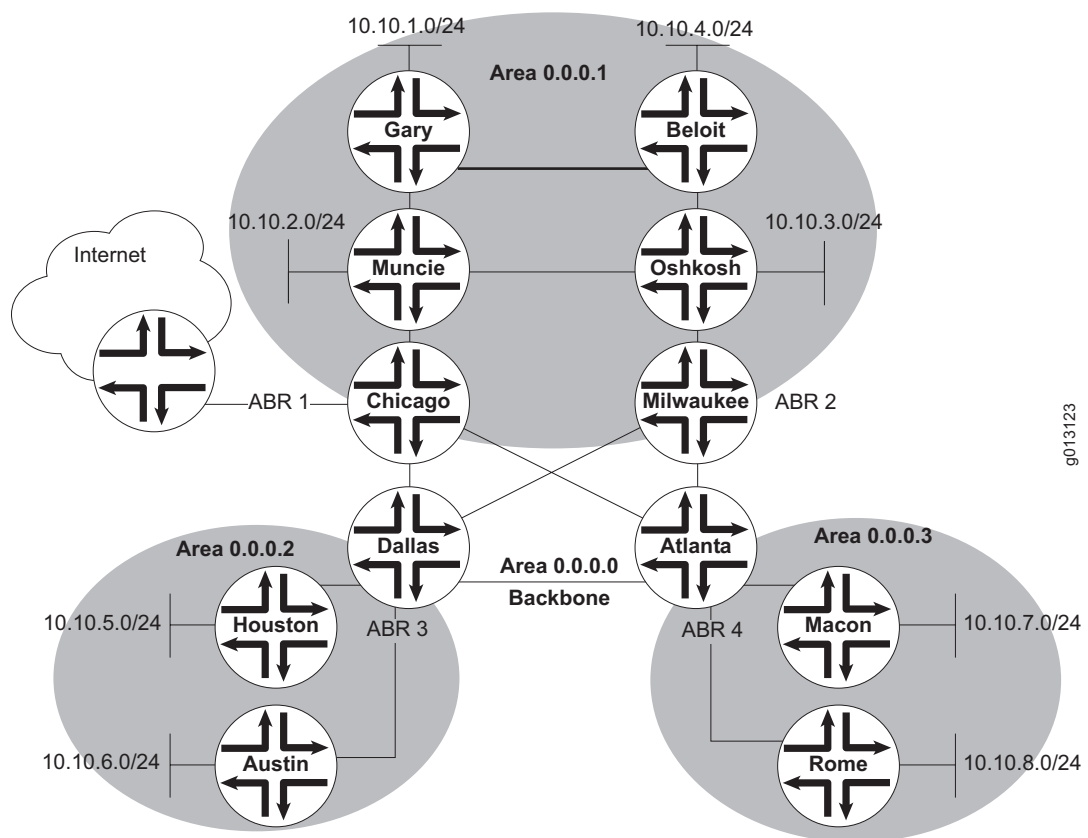 10.10.1.0/24
10.10.4.0/24
Area 0.0.0.1
Gary
Beloit
10.10.2.0/24
10.10.3.0/24
Internet
Muncie
Oshkosh
ABR 1
Chicago
Milwaukee
ABR 2
g013123
Area 0.0.0.2
Dallas
Area 0.0.0.0
Backbone
Atlanta
Area 0.0.0.3
10.10.5.0/24
Houston
ABR 3
ABR 4
Macon
10.10.7.0/24
10.10.6.0/24
Austin
Rome
10.10.8.0/24